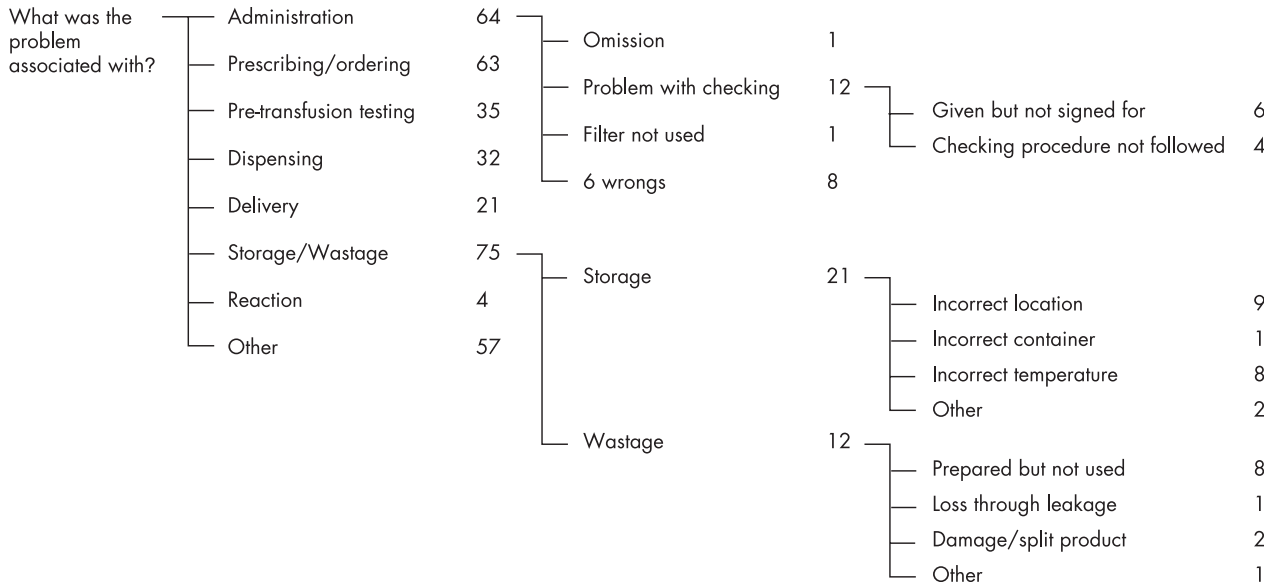 What was the
problem
associated with?
Administration 64
Omission 1
Prescribing/ordering 63
Problem with checking 12
Given but not signed for 6
Pre-transfusion testing 35
Filter not used 1
Checking procedure not followed 4
Dispensing 32
6 wrongs 8
Delivery 21
Storage/Wastage 75
Storage 21
Reaction 4
Incorrect location 9
Other 57
Incorrect container 1
Incorrect temperature 8
Other 2
Wastage 12
Prepared but not used 8
Loss through leakage 1
Damage/split product 2
Other 1